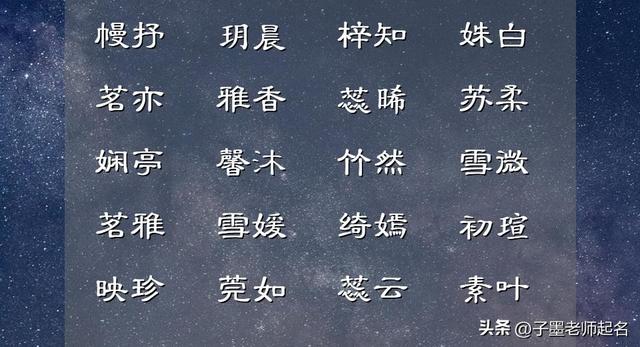 幔抒 玥晨 梓知 姝白
茗亦 雅香 蕊晞 苏柔
娴亭 馨沐 竹然 雪微
茗雅 雪媛 绮嫣 初瑄
映珍 莞如 蕊云 素叶
头条 @子墨老师起名